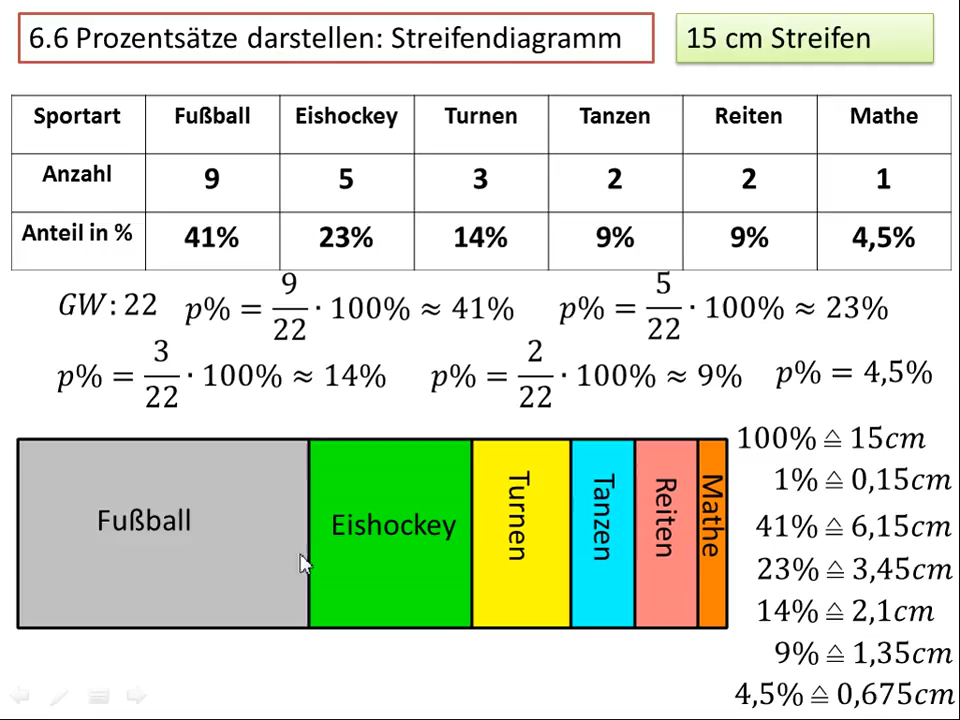 6.6 Prozentsätze darstellen: Streifendiagramm
15 cm Streifen
Sportart Fußball Eishockey Turnen Tanzen Reiten Mathe
Anzahl 9 5 3 2 2 1
Anteil in % 41% 23% 14% 9% 9% 4,5%
GW: 22 p% = 9/22 · 100% ≈ 41% p% = 5/22 · 100% ≈ 23%
p% = 3/22 · 100% ≈ 14% p% = 2/22 · 100% ≈ 9% p% = 4,5%
Fußball
Eishockey
Turnen
Tanzen
Reiten
Mathe
100% ≙ 15cm
1% ≙ 0,15cm
41% ≙ 6,15cm
23% ≙ 3,45cm
14% ≙ 2,1cm
9% ≙ 1,35cm
4,5% ≙ 0,675cm